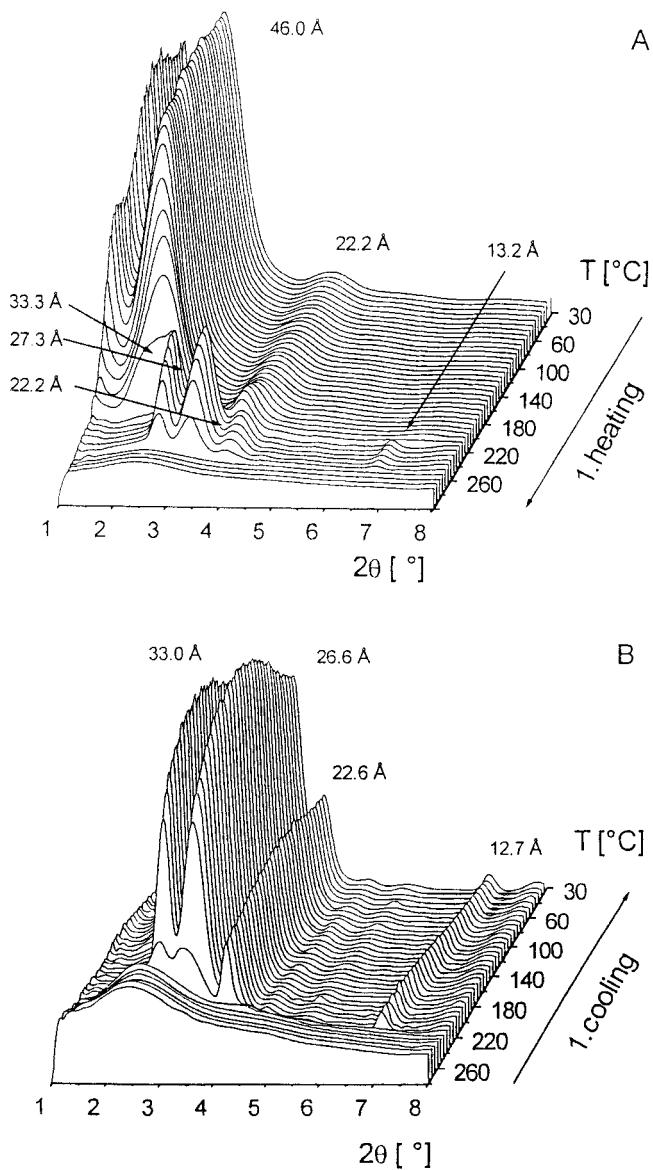 46.0 Å
A
22.2 Å
13.2 Å
T [°C]
33.3 Å
27.3 Å
22.2 Å
30
60
100
140
180
220
260
1.heating
1 2 3 4 5 6 7 8
2θ [ °]
33.0 Å
26.6 Å
B
22.6 Å
12.7 Å
T [°C]
30
60
100
140
180
220
260
1.cooling
1 2 3 4 5 6 7 8
2θ [ °]